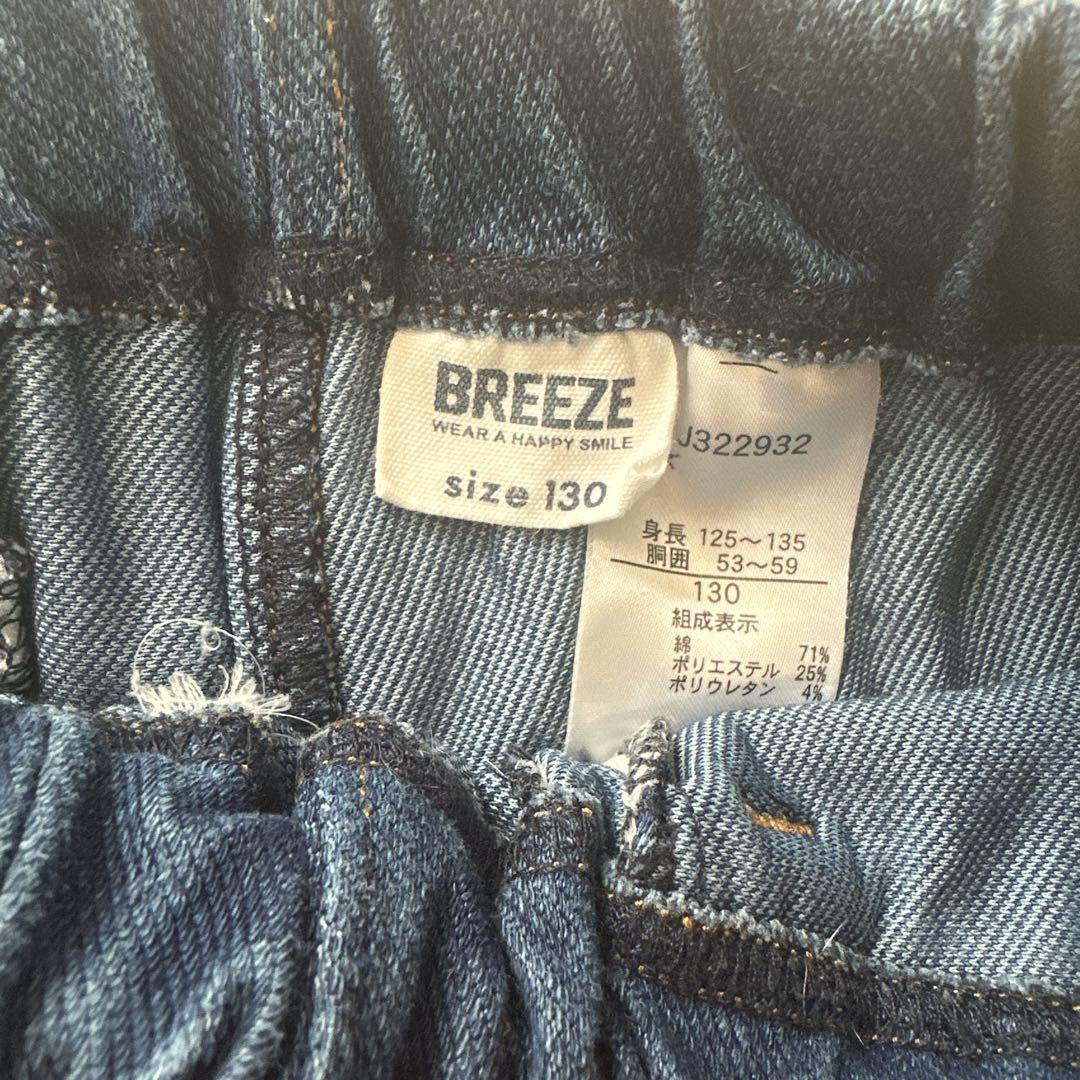 BREEZE
WEAR A HAPPY SMILE
size 130
J322932
身長 125～135
胴囲 53～59
130
組成表示
綿 71%
ポリエステル 25%
ポリウレタン 4%